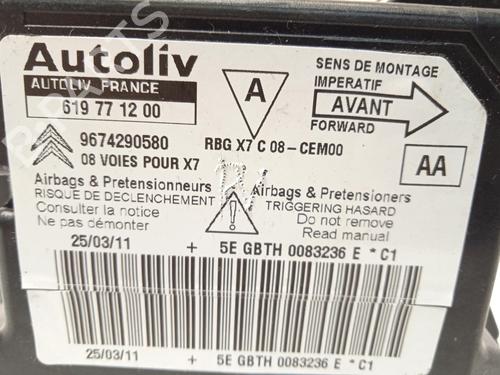 Autoliv
AUTOLIV FRANCE
619 77 12 00
A
SENS DE MONTAGE
IMPERATIF
AVANT
FORWARD
9674290580
08 VOIES POUR X7
RBG X7 C 08-CEM00
AA
Airbags & Pretensionneurs
RISQUE DE DECLENCHEMENT
Consulter la notice
Ne pas démonter
Airbags & Pretensioners
TRIGGERING HASARD
Do not remove
Read manual
25/03/11 + 5E GBTH 0083236 E * C1
25/03/11 + 5E GBTH 0083236 E * C1